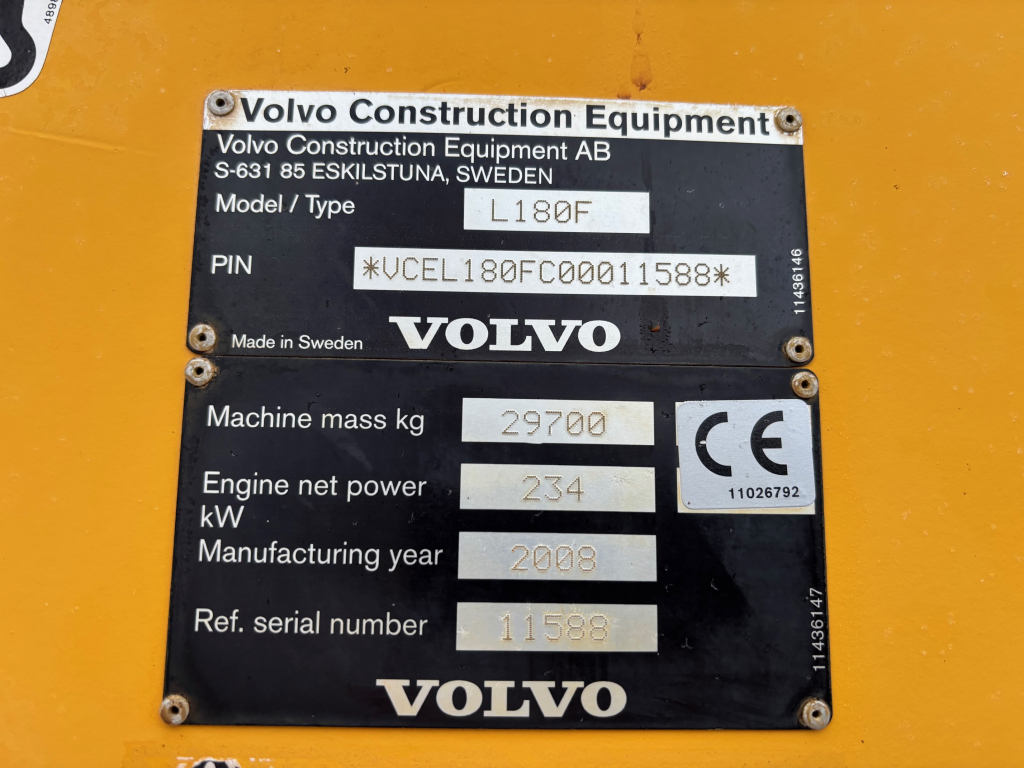 Volvo Construction Equipment
Volvo Construction Equipment AB
S-631 85 ESKILSTUNA, SWEDEN
Model / Type L180F
PIN *VCEL180FC00011588*
11436146
Made in Sweden VOLVO
Machine mass kg 29700
CE
11026792
Engine net power 234
kW
Manufacturing year 2008
Ref. serial number 11588
11436147
VOLVO